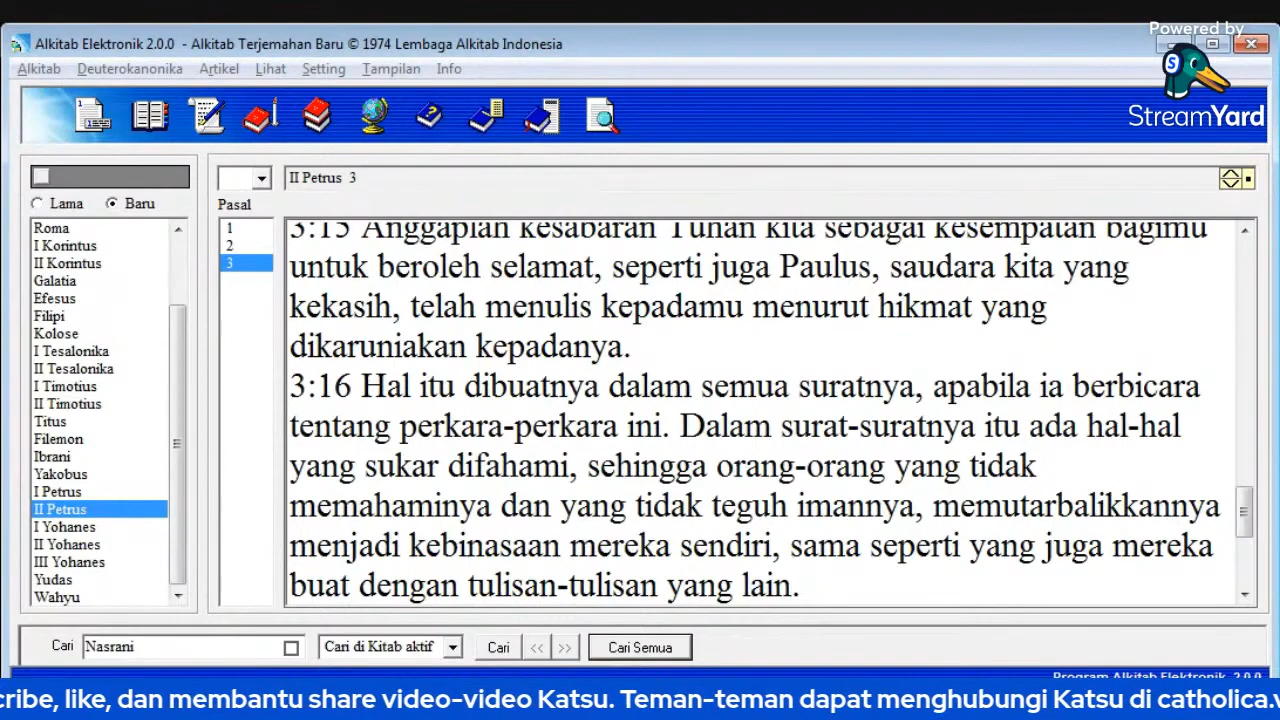 Powered by
Alkitab Elektronik 2.0.0 - Alkitab Terjemahan Baru © 1974 Lembaga Alkitab Indonesia
Alkitab Deuterokanonika Artikel Lihat Setting Tampilan Info
StreamYard
II Petrus 3
Lama Baru
Pasal
Roma
I Korintus
II Korintus
Galatia
Efesus
Filipi
Kolose
I Tesalonika
II Tesalonika
I Timotius
II Timotius
Titus
Filemon
Ibrani
Yakobus
I Petrus
II Petrus
I Yohanes
II Yohanes
III Yohanes
Yudas
Wahyu
1
2
3
3:15 Anggaplah kesabaran Tuhan kita sebagai kesempatan bagimu
untuk beroleh selamat, seperti juga Paulus, saudara kita yang
kekasih, telah menulis kepadamu menurut hikmat yang
dikaruniakan kepadanya.
3:16 Hal itu dibuatnya dalam semua suratnya, apabila ia berbicara
tentang perkara-perkara ini. Dalam surat-suratnya itu ada hal-hal
yang sukar difahami, sehingga orang-orang yang tidak
memahaminya dan yang tidak teguh imannya, memutarbalikkannya
menjadi kebinasaan mereka sendiri, sama seperti yang juga mereka
buat dengan tulisan-tulisan yang lain.
Cari Nasrani Cari di Kitab aktif Cari << >> Cari Semua
Program Alkitab Elektronik 2.0.0
cribe, like, dan membantu share video-video Katsu. Teman-teman dapat menghubungi Katsu di catholica.